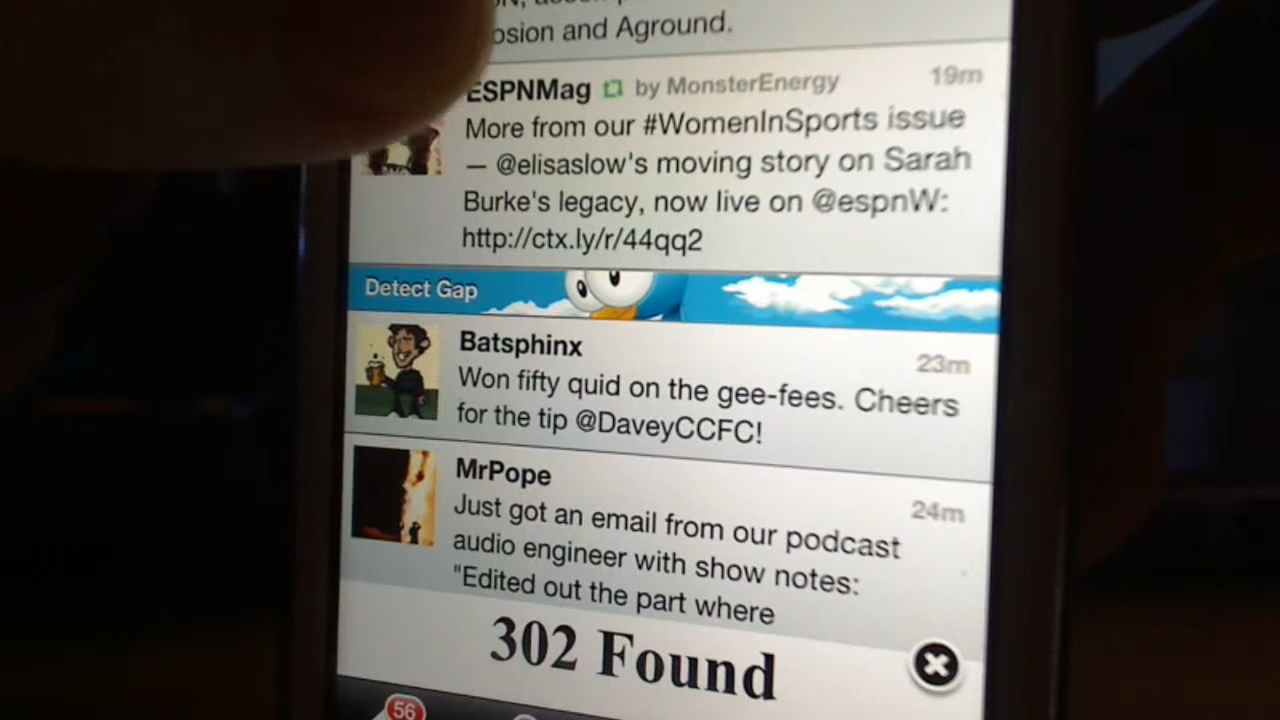 osion and Aground.
ESPNMag by MonsterEnergy 19m
More from our #WomenInSports issue
— @elisaslow's moving story on Sarah
Burke's legacy, now live on @espnW:
http://ctx.ly/r/44qq2
Detect Gap
Batsphinx 23m
Won fifty quid on the gee-fees. Cheers
for the tip @DaveyCCFC!
MrPope 24m
Just got an email from our podcast
audio engineer with show notes:
"Edited out the part where
302 Found
56